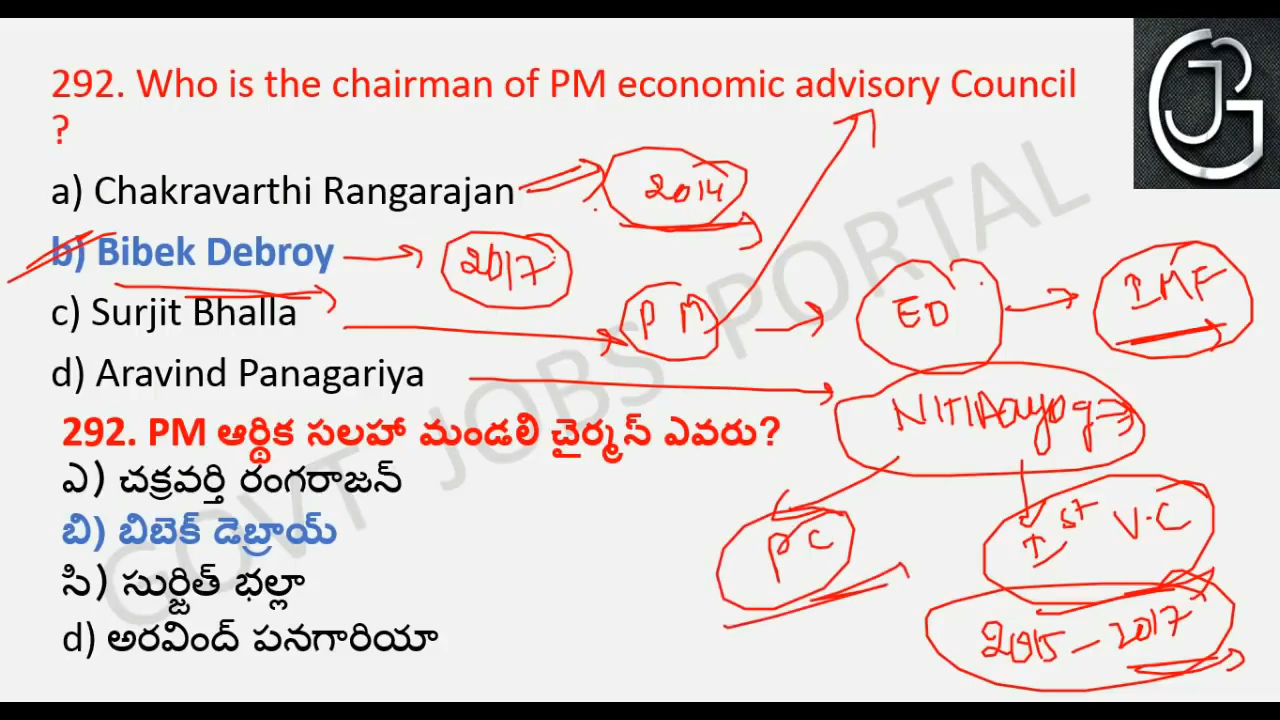 292. Who is the chairman of PM economic advisory Council
?
a) Chakravarthi Rangarajan
2014
b) Bibek Debroy
2017
c) Surjit Bhalla
PM
ED
IMF
d) Aravind Panagariya
NITIAayog
292. PM ఆర్థిక సలహా మండలి చైర్మన్ ఎవరు?
ఎ) చక్రవర్తి రంగరాజన్
బి) బిబెక్ డెబ్రాయ్
PC
1st V.C
సి) సుర్జిత్ భల్లా
d) అరవింద్ పనగారియా
2015 - 2017
GOVT JOBS PORTAL
GJP